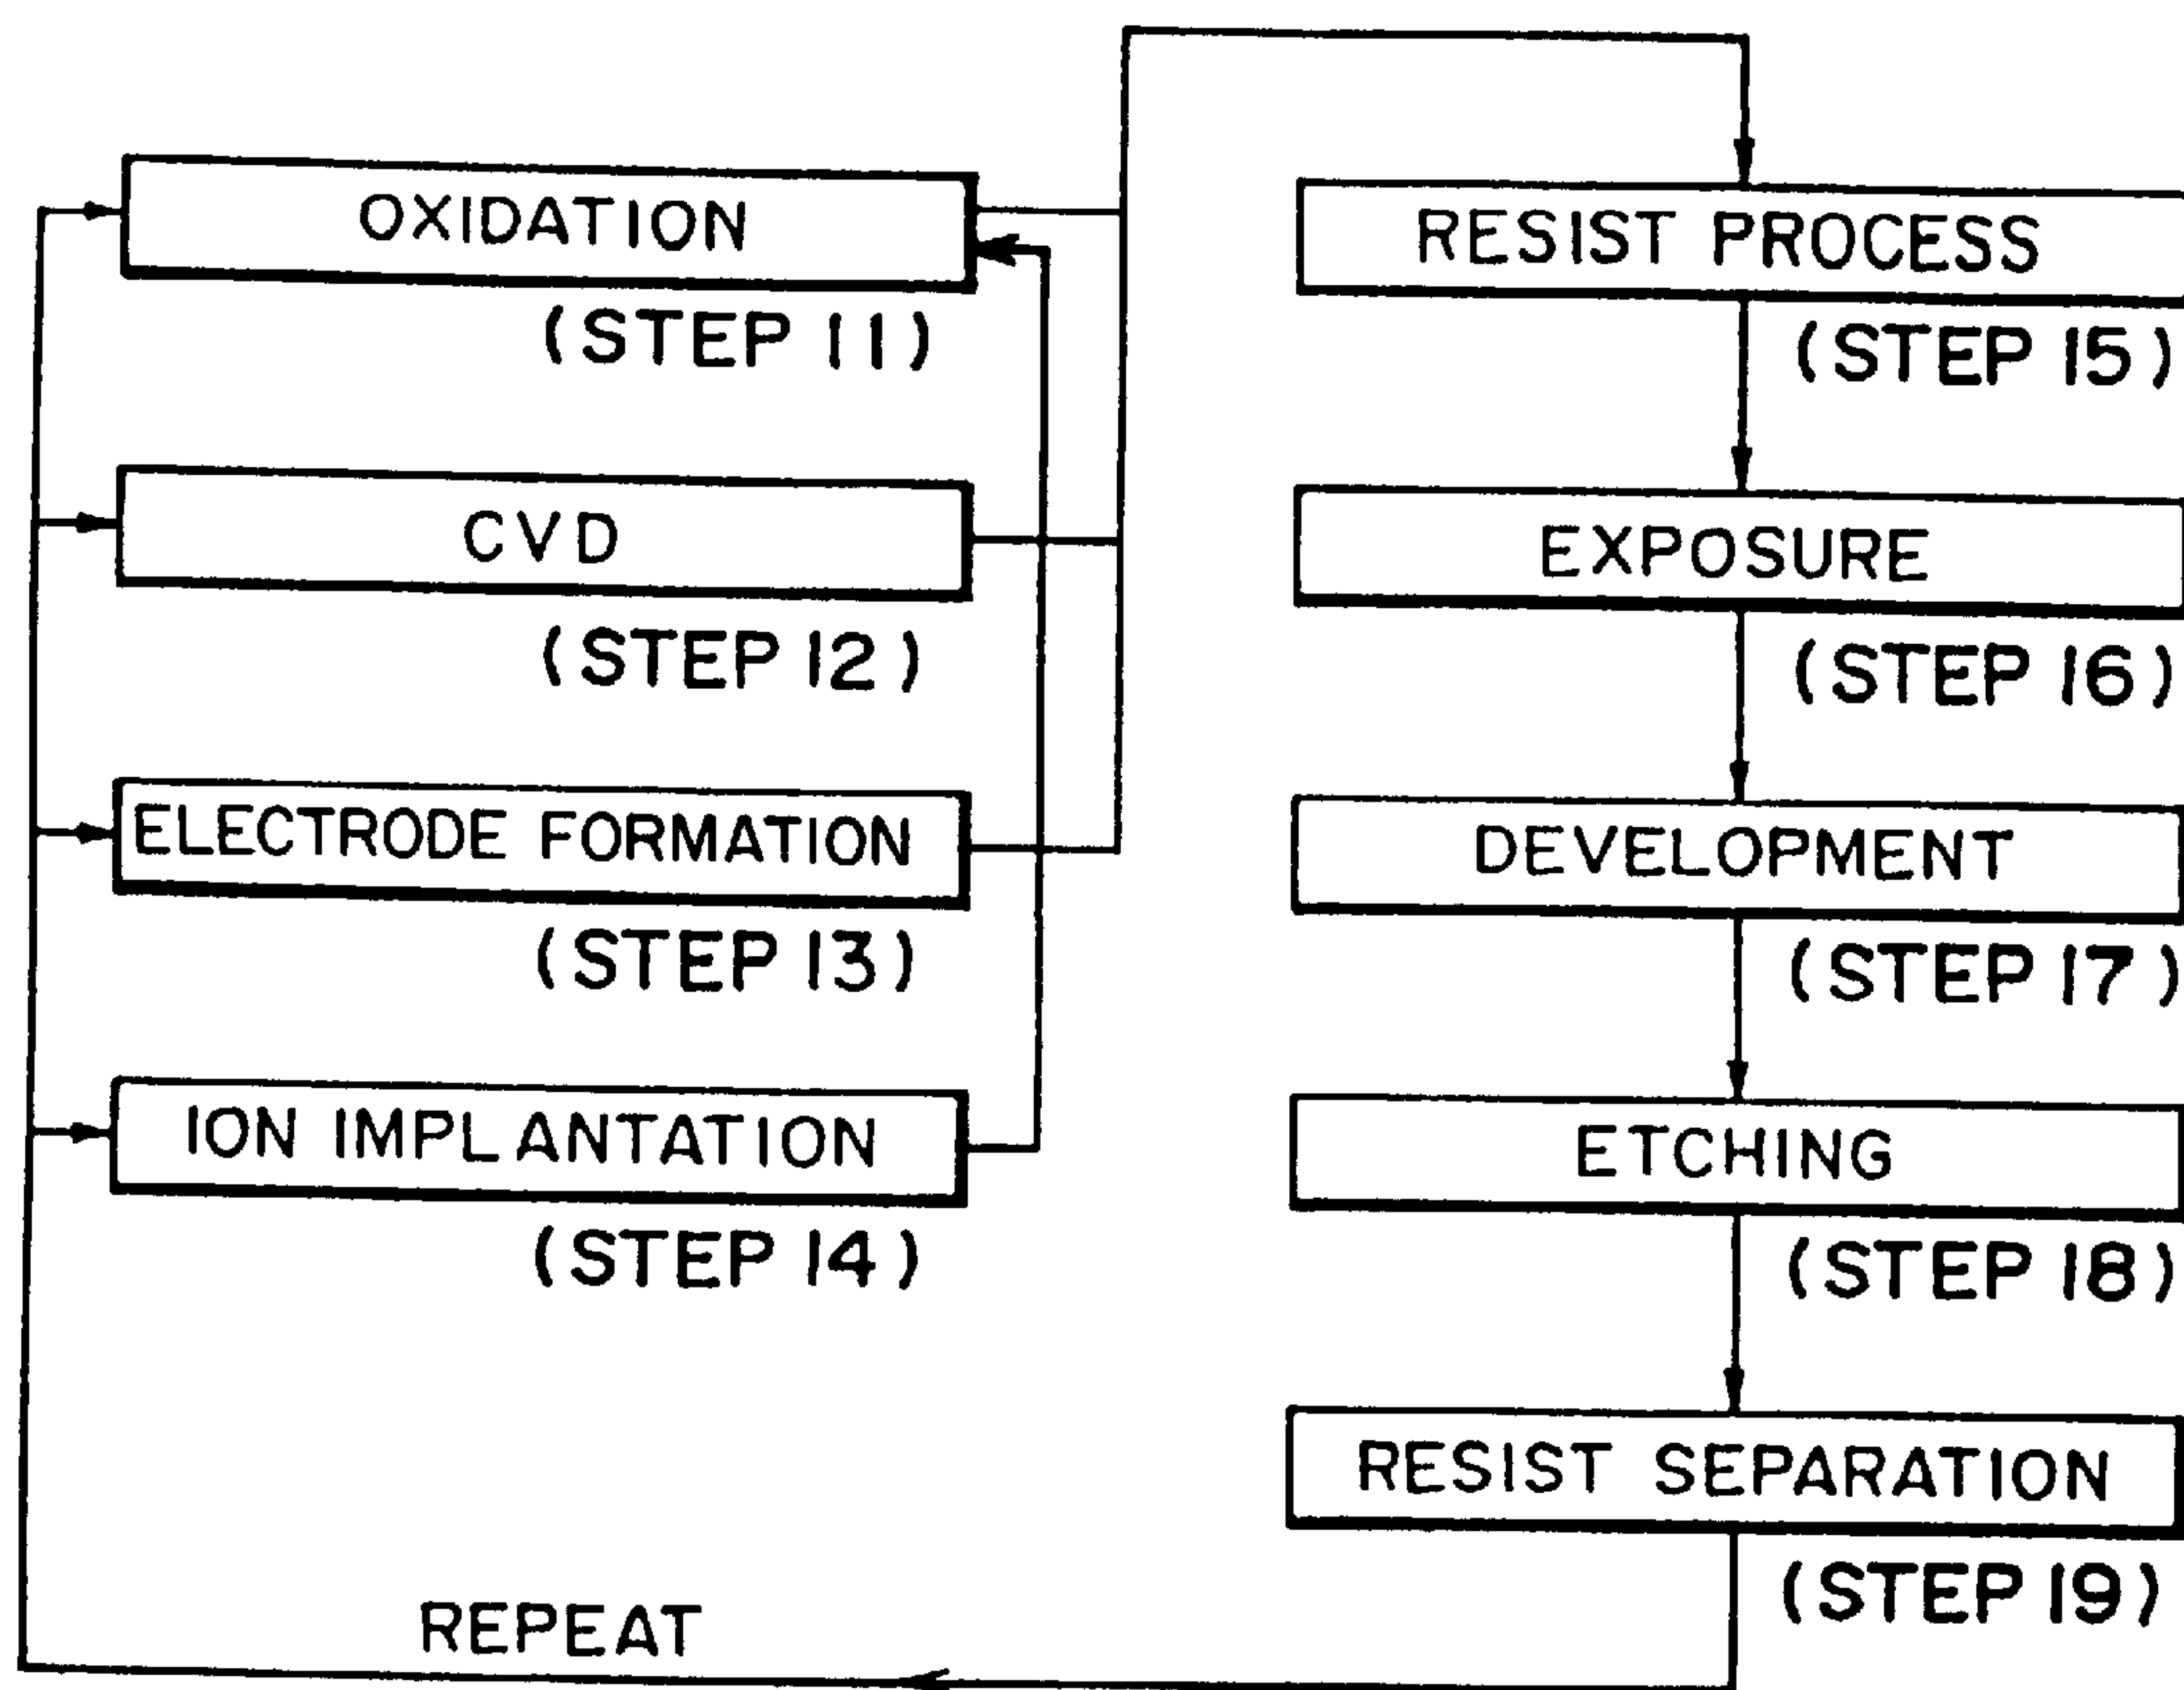 OXIDATION
(STEP 11)
CVD
(STEP 12)
ELECTRODE FORMATION
(STEP 13)
ION IMPLANTATION
(STEP 14)
RESIST PROCESS
(STEP 15)
EXPOSURE
(STEP 16)
DEVELOPMENT
(STEP 17)
ETCHING
(STEP 18)
RESIST SEPARATION
(STEP 19)
REPEAT